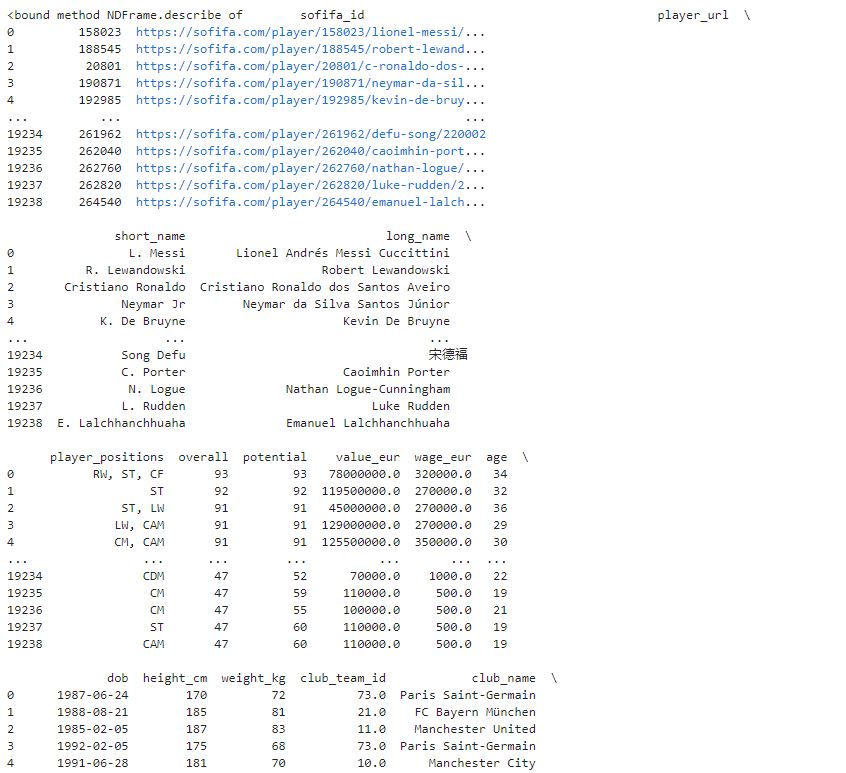 <bound method NDFrame.describe of        sofifa_id                                         player_url  \
0         158023  https://sofifa.com/player/158023/lionel-messi/...
1         188545  https://sofifa.com/player/188545/robert-lewand...
2          20801  https://sofifa.com/player/20801/c-ronaldo-dos-...
3         190871  https://sofifa.com/player/190871/neymar-da-sil...
4         192985  https://sofifa.com/player/192985/kevin-de-bruy...
...          ...                                                ...
19234     261962  https://sofifa.com/player/261962/defu-song/220002
19235     262040  https://sofifa.com/player/262040/caoimhin-port...
19236     262760  https://sofifa.com/player/262760/nathan-logue/...
19237     262820  https://sofifa.com/player/262820/luke-rudden/2...
19238     264540  https://sofifa.com/player/264540/emanuel-lalch...
short_name                            long_name  \
0                L. Messi       Lionel Andrés Messi Cuccittini
1          R. Lewandowski                   Robert Lewandowski
2       Cristiano Ronaldo  Cristiano Ronaldo dos Santos Aveiro
3               Neymar Jr        Neymar da Silva Santos Júnior
4            K. De Bruyne                      Kevin De Bruyne
...                   ...                                  ...
19234           Song Defu                                  宋德福
19235           C. Porter                      Caoimhin Porter
19236            N. Logue              Nathan Logue-Cunningham
19237           L. Rudden                          Luke Rudden
19238  E. Lalchhanchhuaha              Emanuel Lalchhanchhuaha
player_positions  overall  potential    value_eur  wage_eur  age  \
0            RW, ST, CF       93         93   78000000.0  320000.0   34
1                    ST       92         92  119500000.0  270000.0   32
2                ST, LW       91         91   45000000.0  270000.0   36
3               LW, CAM       91         91  129000000.0  270000.0   29
4               CM, CAM       91         91  125500000.0  350000.0   30
...                 ...      ...        ...          ...       ...  ...
19234               CDM       47         52      70000.0    1000.0   22
19235                CM       47         59     110000.0     500.0   19
19236                CM       47         55     100000.0     500.0   21
19237                ST       47         60     110000.0     500.0   19
19238               CAM       47         60     110000.0     500.0   19
dob  height_cm  weight_kg  club_team_id            club_name  \
0      1987-06-24        170         72          73.0  Paris Saint-Germain
1      1988-08-21        185         81          21.0    FC Bayern München
2      1985-02-05        187         83          11.0    Manchester United
3      1992-02-05        175         68          73.0  Paris Saint-Germain
4      1991-06-28        181         70          10.0      Manchester City